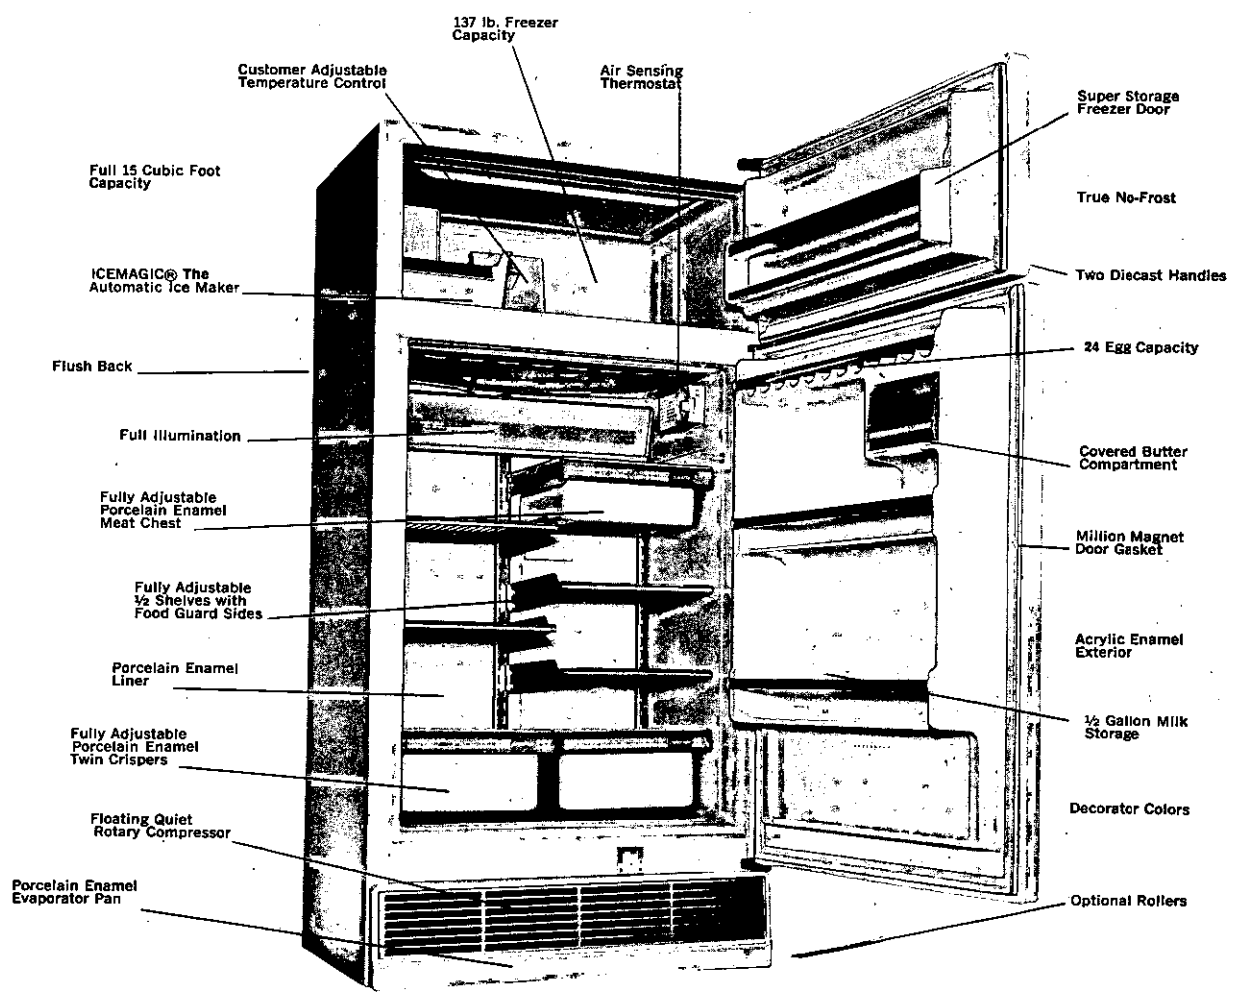 137 lb. Freezer
Capacity
Customer Adjustable
Temperature Control
Air Sensing
Thermostat
Super Storage
Freezer Door
Full 15 Cubic Foot
Capacity
True No-Frost
ICEMAGIC® The
Automatic Ice Maker
Two Diecast Handles
Flush Back
24 Egg Capacity
Full Illumination
Covered Butter
Compartment
Fully Adjustable
Porcelain Enamel
Meat Chest
Million Magnet
Door Gasket
Fully Adjustable
½ Shelves with
Food Guard Sides
Acrylic Enamel
Exterior
Porcelain Enamel
Liner
½ Gallon Milk
Storage
Fully Adjustable
Porcelain Enamel
Twin Crispers
Decorator Colors
Floating Quiet
Rotary Compressor
Porcelain Enamel
Evaporator Pan
Optional Rollers